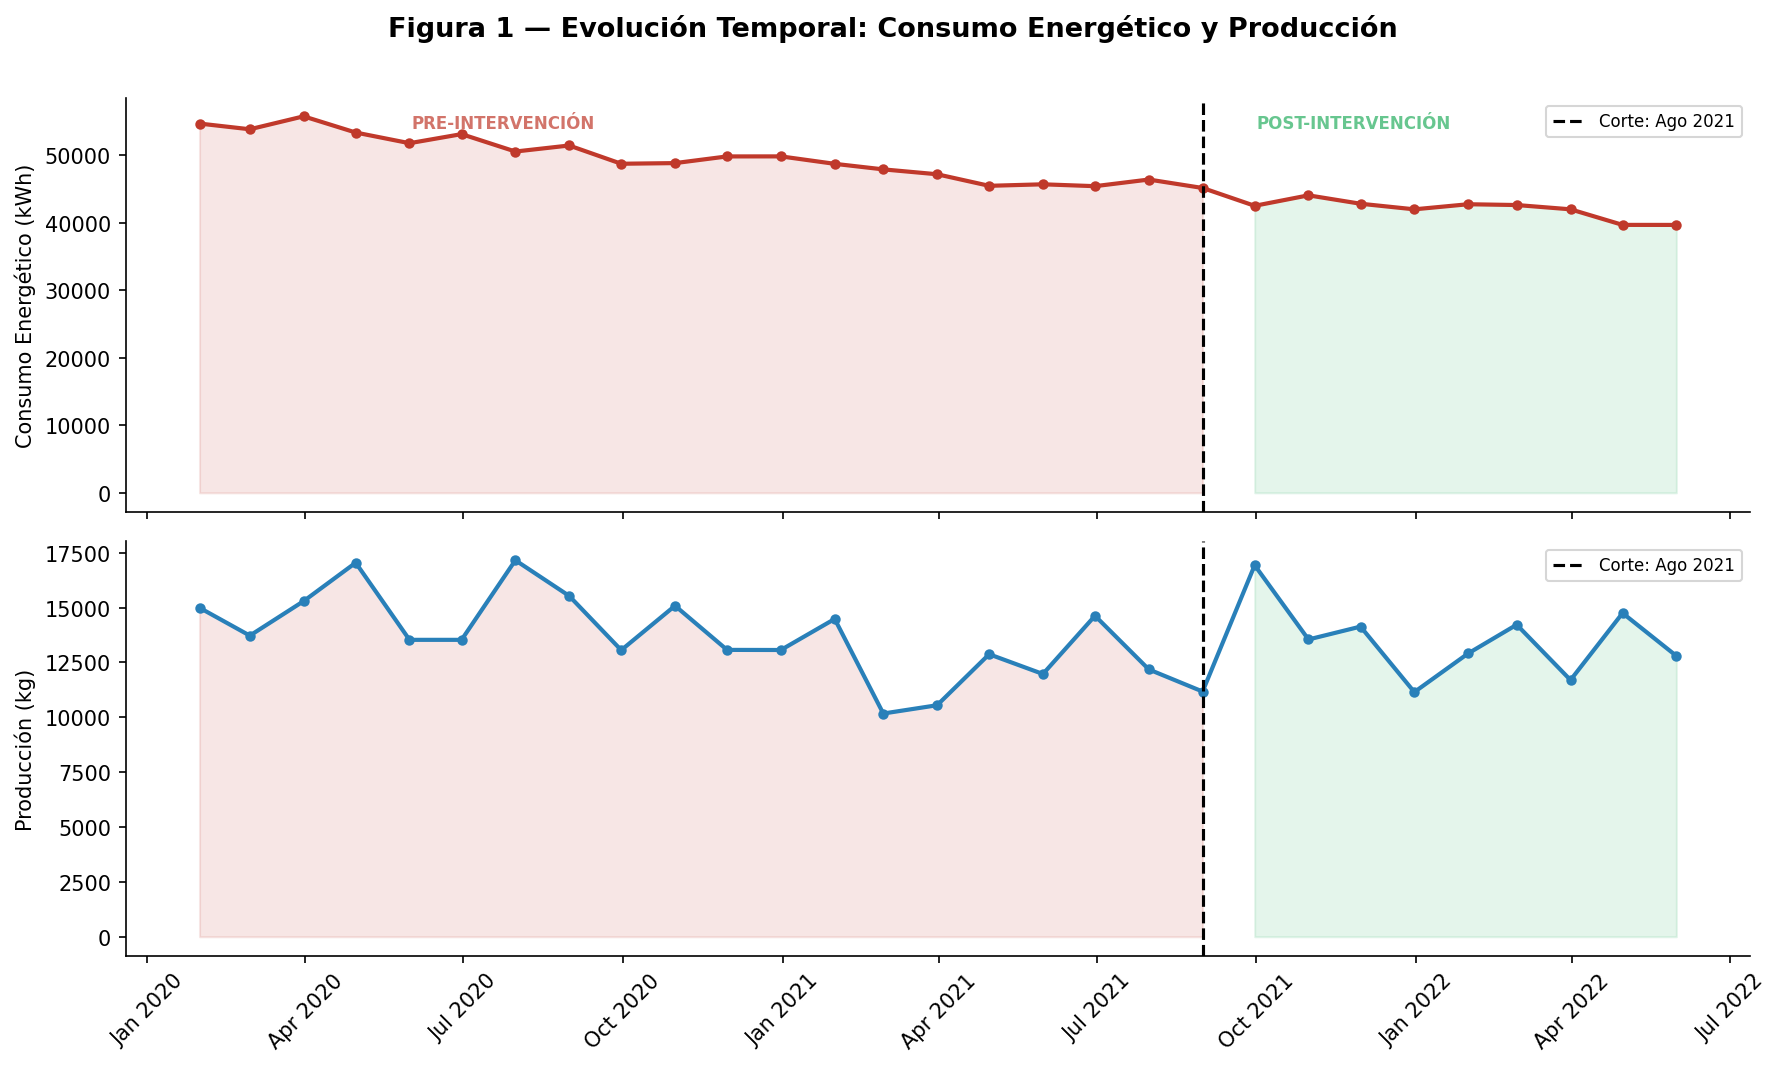 Figura 1 — Evolución Temporal: Consumo Energético y Producción
PRE-INTERVENCIÓN
POST-INTERVENCIÓN
Corte: Ago 2021
Consumo Energético (kWh)
50000
40000
30000
20000
10000
0
Corte: Ago 2021
Producción (kg)
17500
15000
12500
10000
7500
5000
2500
0
Jan 2020
Apr 2020
Jul 2020
Oct 2020
Jan 2021
Apr 2021
Jul 2021
Oct 2021
Jan 2022
Apr 2022
Jul 2022